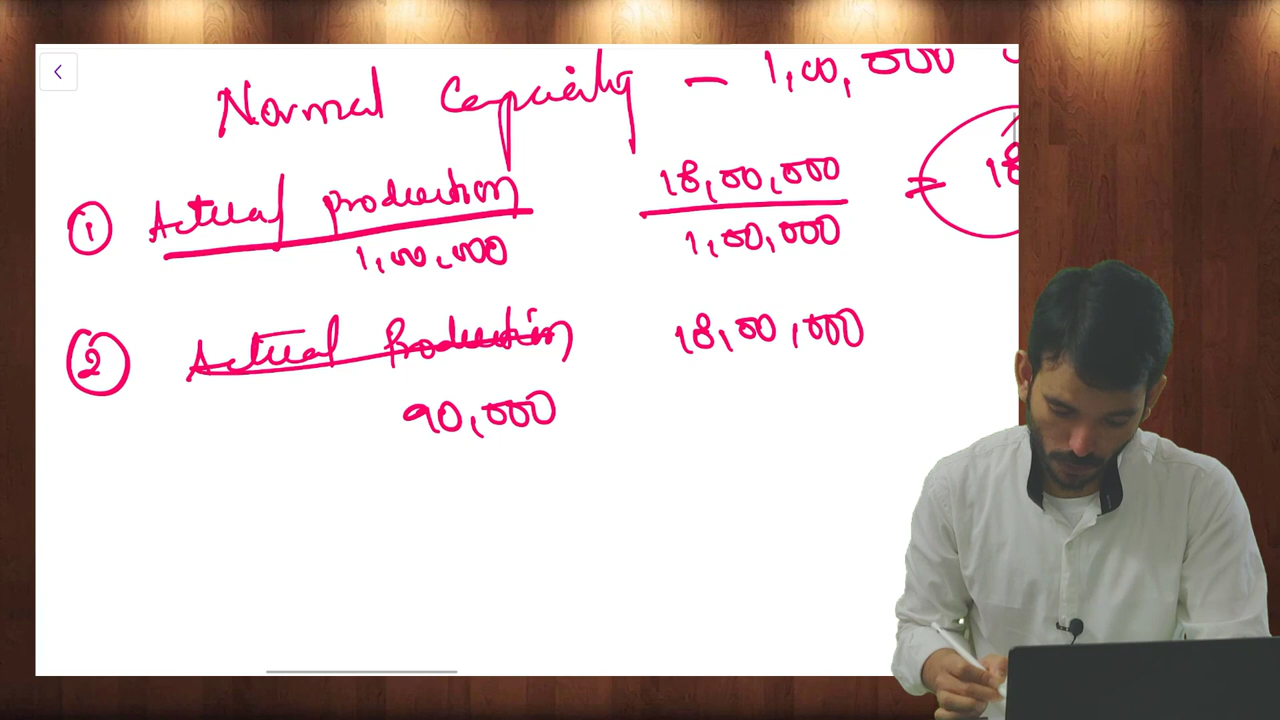 Normal Capacity - 1,00,000
① Actual production 18,00,000 = 18
1,00,000 1,00,000
② Actual Production 18,00,000
90,000